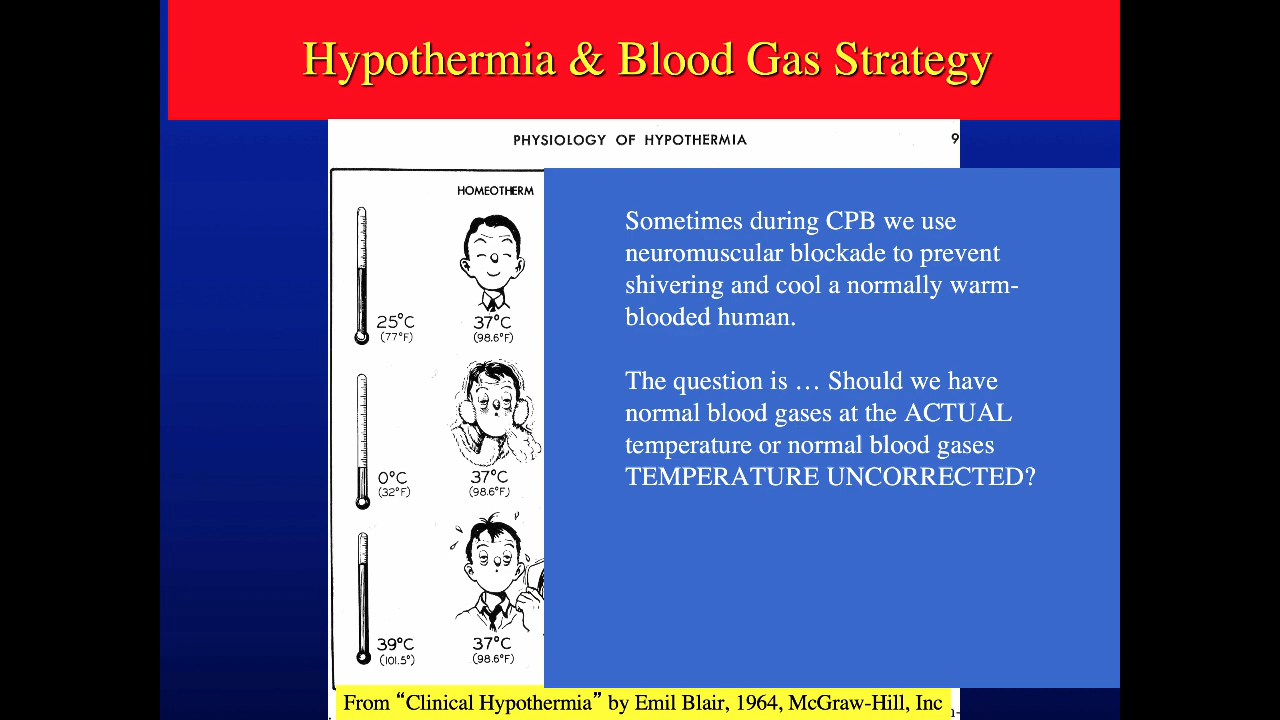 Hypothermia & Blood Gas Strategy
PHYSIOLOGY OF HYPOTHERMIA 9
HOMEOTHERM
25°C 37°C
(77°F) (98.6°F)
0°C 37°C
(32°F) (98.6°F)
39°C 37°C
(101.5°) (98.6°F)
Sometimes during CPB we use
neuromuscular blockade to prevent
shivering and cool a normally warm-
blooded human.
The question is … Should we have
normal blood gases at the ACTUAL
temperature or normal blood gases
TEMPERATURE UNCORRECTED?
From “Clinical Hypothermia” by Emil Blair, 1964, McGraw-Hill, Inc